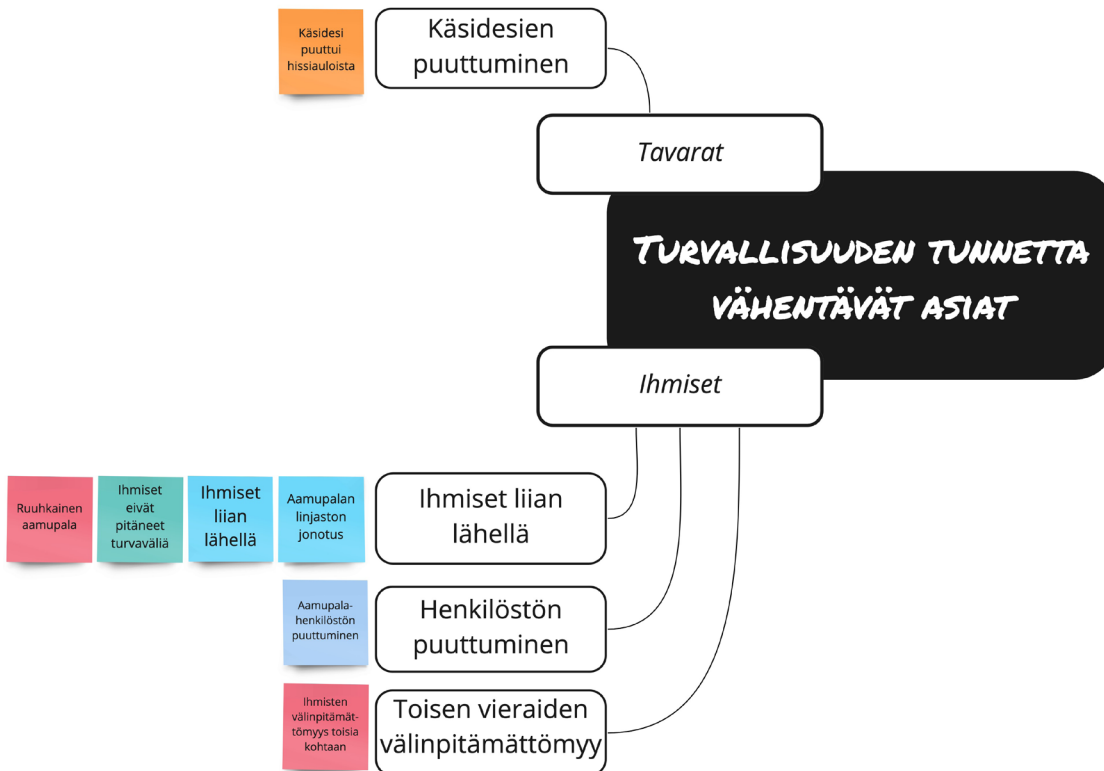 Käsidesi
puuttui
hissiauloista
Käsidesien
puuttuminen
Tavarat
TURVALLISUUDEN TUNNETTA
VÄHENTÄVÄT ASIAT
Ihmiset
Ruuhkainen
aamupala
Ihmiset
eivät
pitäneet
turvaväliä
Ihmiset
liian
lähellä
Aamupalan
linjaston
jonotus
Ihmiset liian
lähellä
Aamupala-
henkilöstön
puuttuminen
Henkilöstön
puuttuminen
Ihmisten
välinpitämät-
tömyys toisia
kohtaan
Toisen vieraiden
välinpitämättömyy